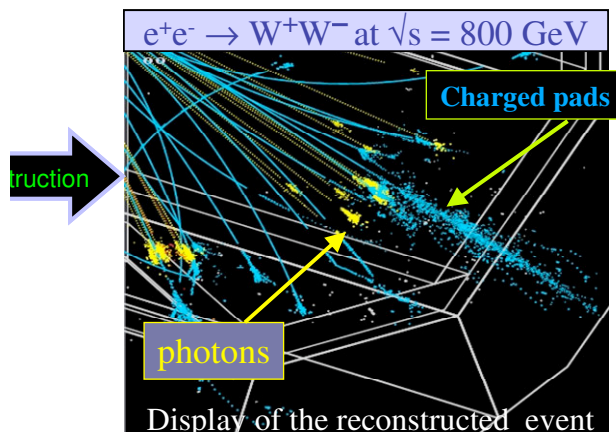 e⁺e⁻ → W⁺W⁻ at √s = 800 GeV
Charged pads
truction
photons
Display of the reconstructed event